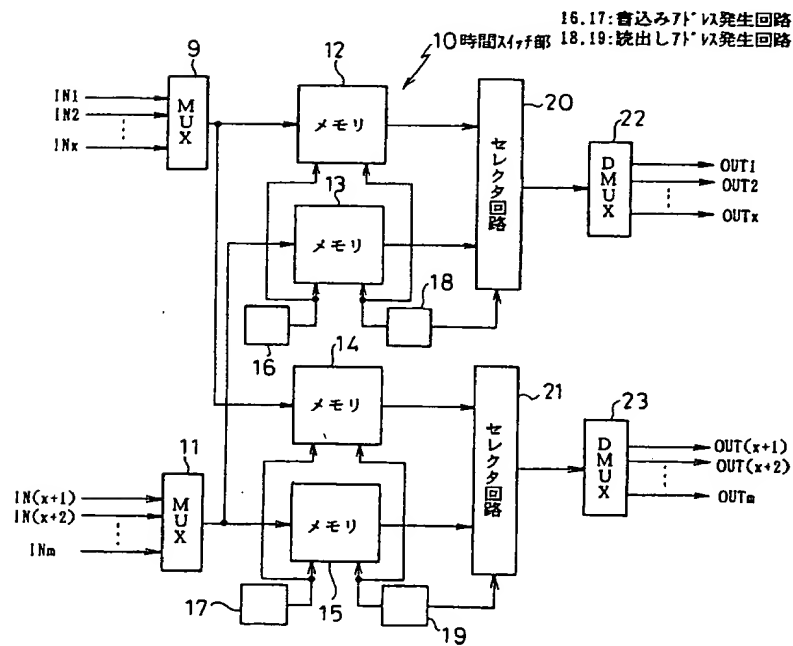 16.17:書込みアドレス発生回路
10時間スイッチ部 18.19:読出しアドレス発生回路
9
12
20
22
IN1
IN2
INx
MUX
メモリ
セレクタ回路
DMUX
OUT1
OUT2
OUTx
13
メモリ
18
16
14
メモリ
21
セレクタ回路
23
DMUX
OUT(x+1)
OUT(x+2)
OUTm
11
MUX
IN(x+1)
IN(x+2)
INm
メモリ
17
15
19